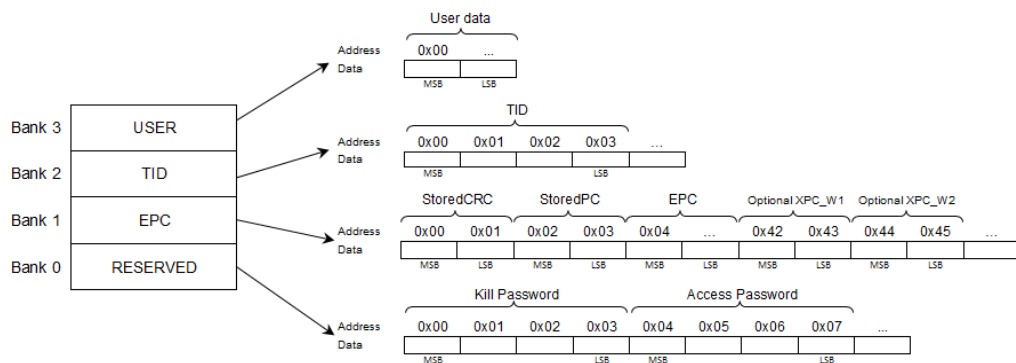 User data
Address 0x00 ...
Data
MSB LSB
Bank 3 USER
TID
Address 0x00 0x01 0x02 0x03 ...
Data
MSB LSB
Bank 2 TID
StoredCRC StoredPC EPC Optional XPC_W1 Optional XPC_W2
Bank 1 EPC
Address 0x00 0x01 0x02 0x03 0x04 ... 0x42 0x43 0x44 0x45 ...
Data
MSB LSB MSB LSB MSB LSB MSB LSB MSB LSB
Bank 0 RESERVED
Kill Password Access Password
Address 0x00 0x01 0x02 0x03 0x04 0x05 0x06 0x07 ...
Data
MSB LSB MSB LSB